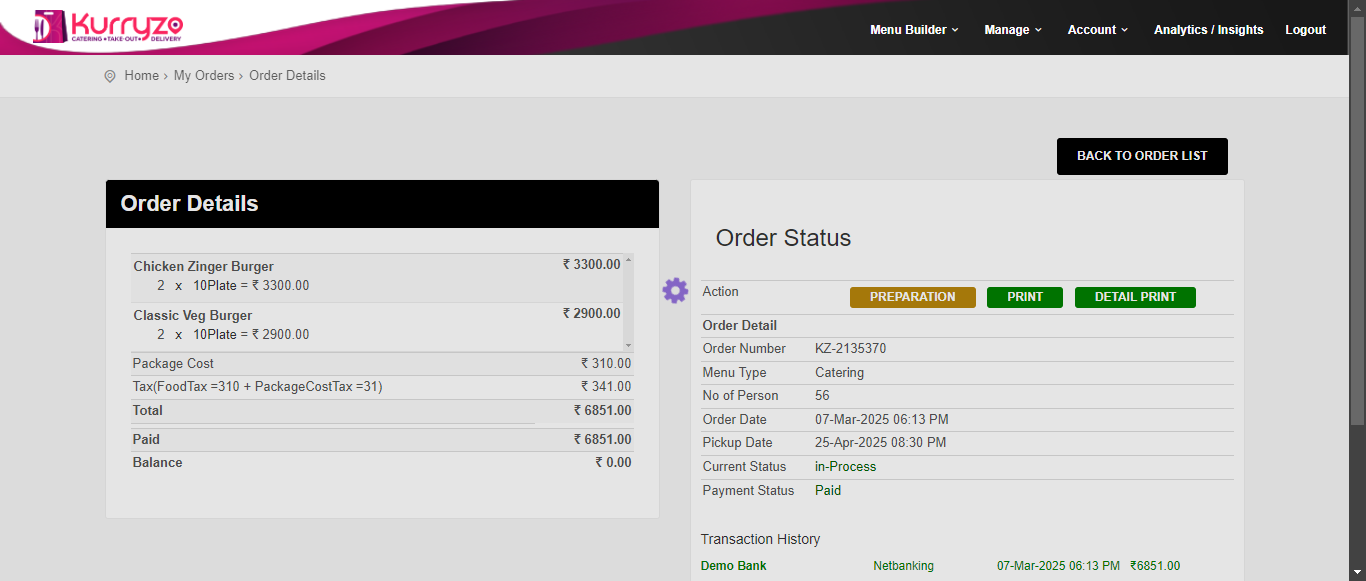 Kurryzo
CATERING • TAKE-OUT • DELIVERY
Menu Builder Manage Account Analytics / Insights Logout
Home › My Orders › Order Details
BACK TO ORDER LIST
Order Details
Chicken Zinger Burger ₹ 3300.00
2 x 10Plate = ₹ 3300.00
Classic Veg Burger ₹ 2900.00
2 x 10Plate = ₹ 2900.00
Package Cost ₹ 310.00
Tax(FoodTax =310 + PackageCostTax =31) ₹ 341.00
Total ₹ 6851.00
Paid ₹ 6851.00
Balance ₹ 0.00
Order Status
Action PREPARATION PRINT DETAIL PRINT
Order Detail
Order Number KZ-2135370
Menu Type Catering
No of Person 56
Order Date 07-Mar-2025 06:13 PM
Pickup Date 25-Apr-2025 08:30 PM
Current Status in-Process
Payment Status Paid
Transaction History
Demo Bank Netbanking 07-Mar-2025 06:13 PM ₹6851.00